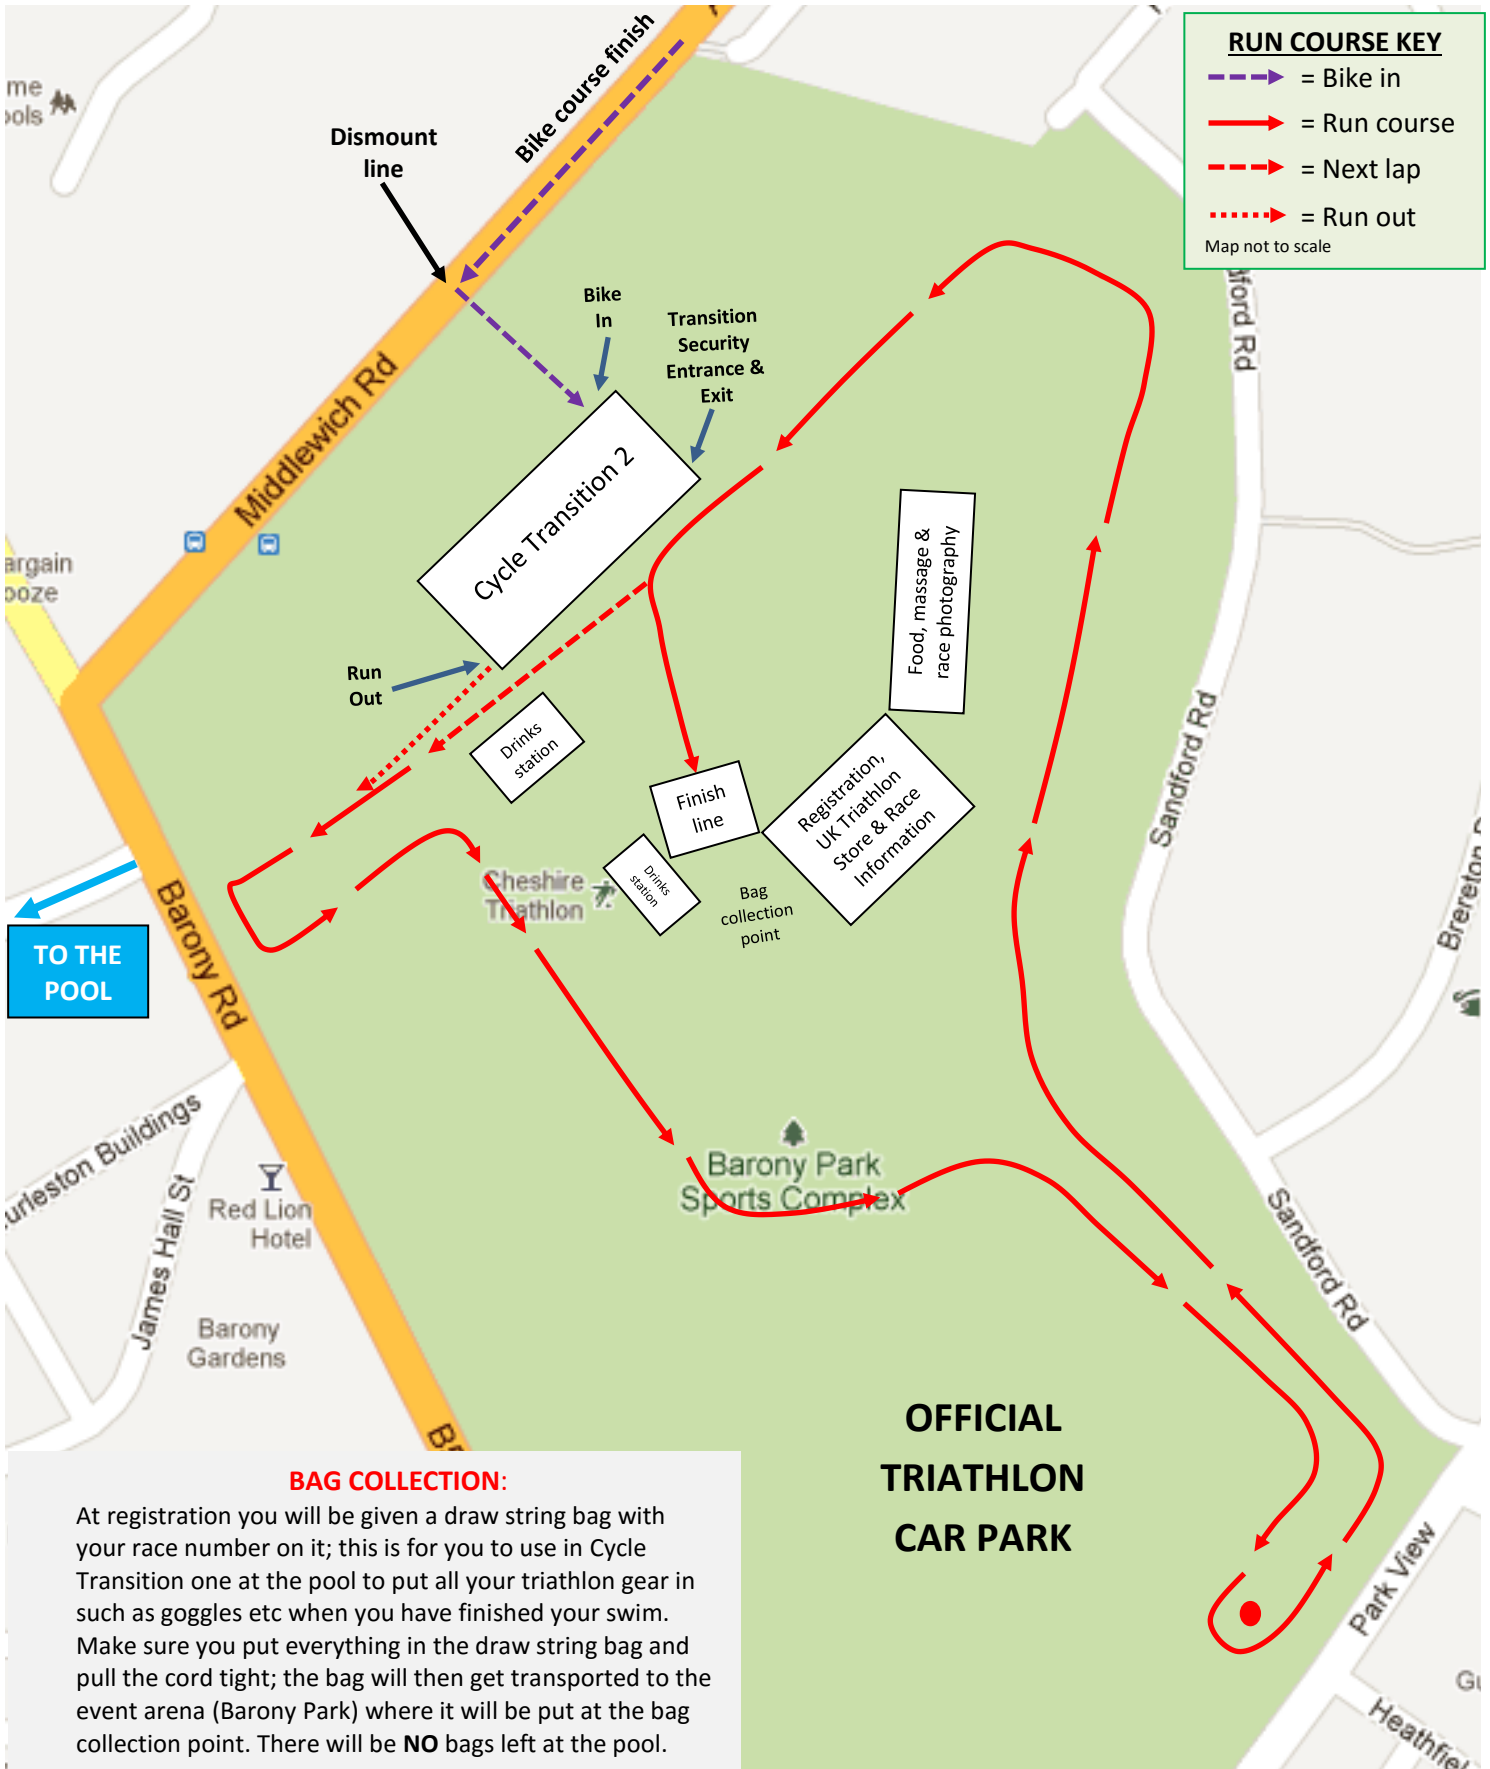 RUN COURSE KEY
= Bike in
= Run course
= Next lap
= Run out
Map not to scale
Bike course finish
Dismount
line
Bike
In
Transition
Security
Entrance &
Exit
Middlewich Rd
Cycle Transition 2
Food, massage &
race photography
Run
Out
Drinks
station
Finish
line
Registration,
UK Triathlon
Store & Race
Information
Drinks
station
Bag
collection
point
Cheshire
Triathlon
Sandford Rd
TO THE
POOL
Barony Rd
Barony Park
Sports Complex
Red Lion
Hotel
James Hall St
Barony
Gardens
Sandford Rd
OFFICIAL
TRIATHLON
CAR PARK
Park View
BAG COLLECTION:
At registration you will be given a draw string bag with
your race number on it; this is for you to use in Cycle
Transition one at the pool to put all your triathlon gear in
such as goggles etc when you have finished your swim.
Make sure you put everything in the draw string bag and
pull the cord tight; the bag will then get transported to the
event arena (Barony Park) where it will be put at the bag
collection point. There will be NO bags left at the pool.